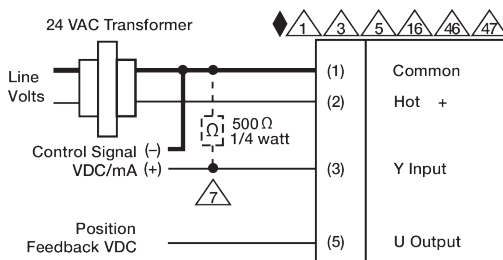 24 VAC Transformer
1 3 5 16 46 47
Line
Volts
(1) Common
(2) Hot +
Ω 500 Ω
1/4 watt
Control Signal (–)
VDC/mA (+)
(3) Y Input
7
Position
Feedback VDC
(5) U Output